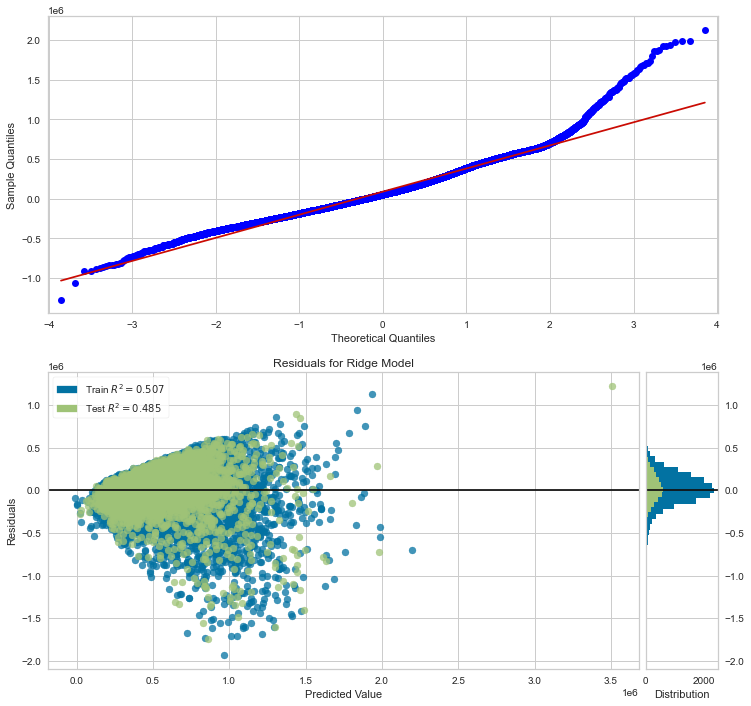 1e6
2.0
1.5
1.0
0.5
0.0
−0.5
−1.0
Sample Quantiles
−4 −3 −2 −1 0 1 2 3 4
Theoretical Quantiles
Residuals for Ridge Model
1e6
1e6
Train R² = 0.507
Test R² = 0.485
1.0
0.5
0.0
−0.5
−1.0
−1.5
−2.0
Residuals
0.0 0.5 1.0 1.5 2.0 2.5 3.0 3.5
1e6
Predicted Value
1.0
0.5
0.0
−0.5
−1.0
−1.5
−2.0
0 2000
Distribution